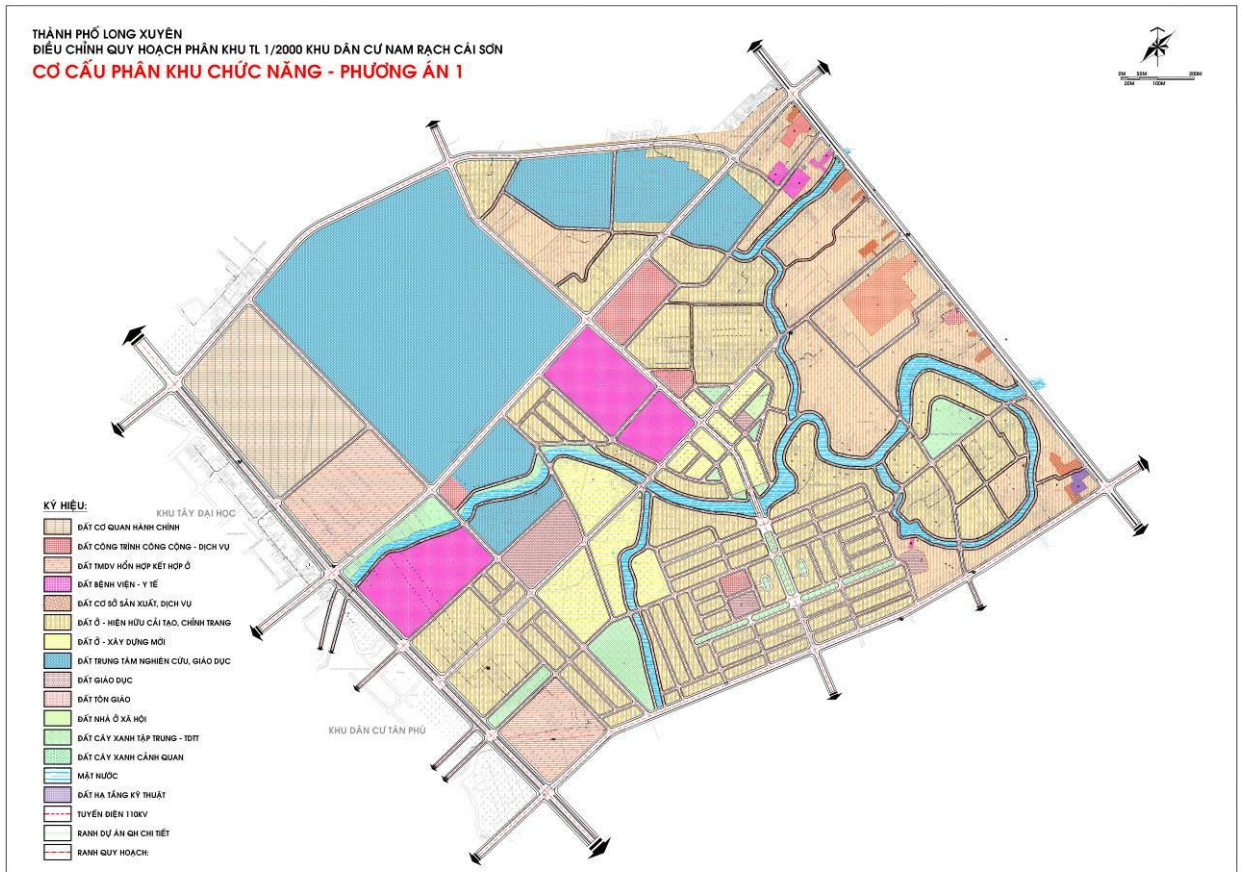 THÀNH PHỐ LONG XUYÊN
ĐIỀU CHỈNH QUY HOẠCH PHÂN KHU TL 1/2000 KHU DÂN CƯ NAM RẠCH CÁI SƠN
CƠ CẤU PHÂN KHU CHỨC NĂNG - PHƯƠNG ÁN 1
0M 50M 200M
20M 100M
KHU TÂY ĐẠI HỌC
KHU DÂN CƯ TÂN PHÚ
KÝ HIỆU:
ĐẤT CƠ QUAN HÀNH CHÍNH
ĐẤT CÔNG TRÌNH CÔNG CỘNG - DỊCH VỤ
ĐẤT TMDV HỖN HỢP KẾT HỢP Ở
ĐẤT BỆNH VIỆN - Y TẾ
ĐẤT CƠ SỞ SẢN XUẤT, DỊCH VỤ
ĐẤT Ở - HIỆN HỮU CẢI TẠO, CHỈNH TRANG
ĐẤT Ở - XÂY DỰNG MỚI
ĐẤT TRUNG TÂM NGHIÊN CỨU, GIÁO DỤC
ĐẤT GIÁO DỤC
ĐẤT TÔN GIÁO
ĐẤT NHÀ Ở XÃ HỘI
ĐẤT CÂY XANH TẬP TRUNG - TDTT
ĐẤT CÂY XANH CẢNH QUAN
MẶT NƯỚC
ĐẤT HẠ TẦNG KỸ THUẬT
TUYẾN ĐIỆN 110KV
RANH DỰ ÁN QH CHI TIẾT
RANH QUY HOẠCH: